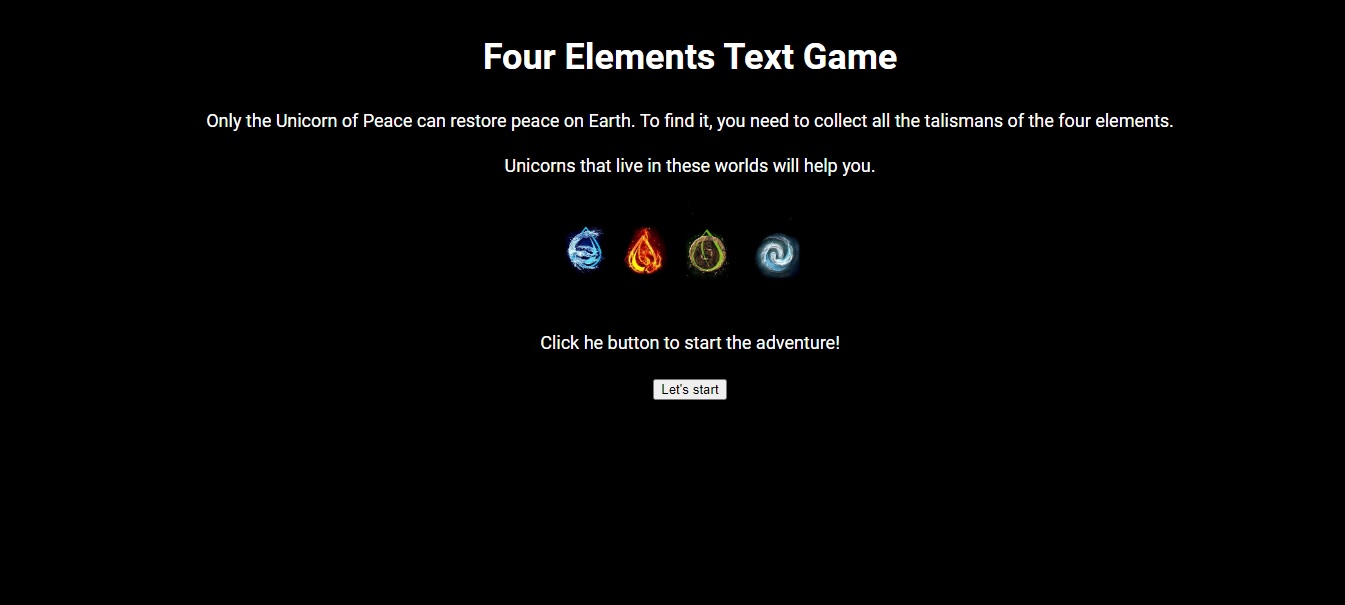 Four Elements Text Game
Only the Unicorn of Peace can restore peace on Earth. To find it, you need to collect all the talismans of the four elements.
Unicorns that live in these worlds will help you.
Click he button to start the adventure!
Let's start